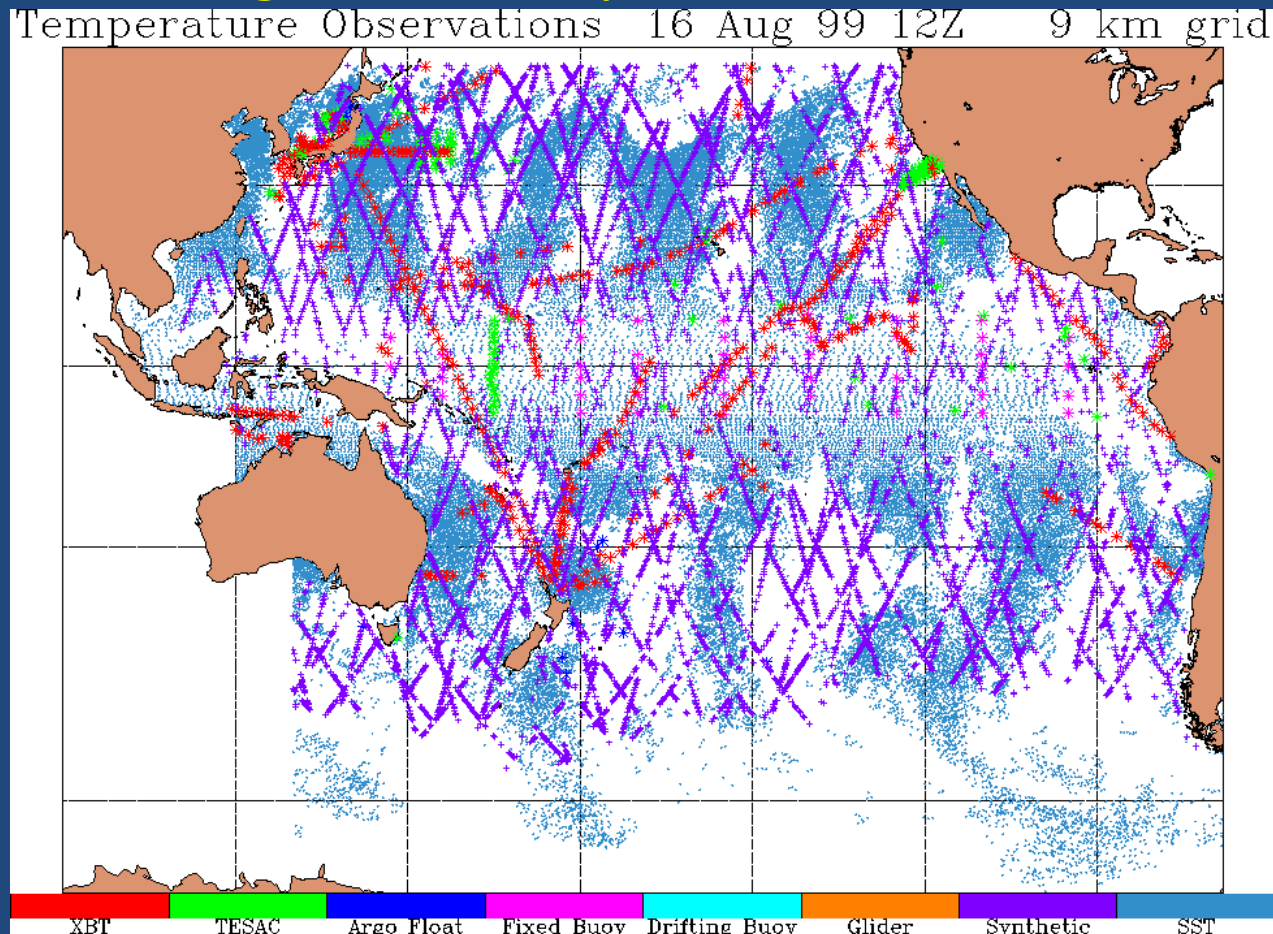 Temperature Observations 16 Aug 99 12Z 9 km grid
XBT TESAC Argo Float Fixed Buoy Drifting Buoy Glider Synthetic SST